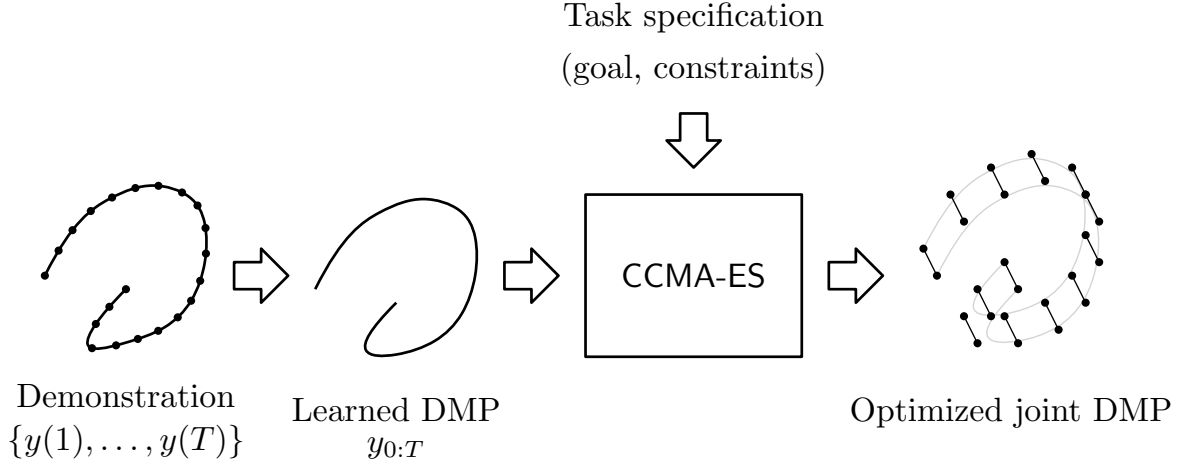 Task specification
(goal, constraints)
CCMA-ES
Demonstration
{y(1), . . . , y(T)}
Learned DMP
y₀:T
Optimized joint DMP